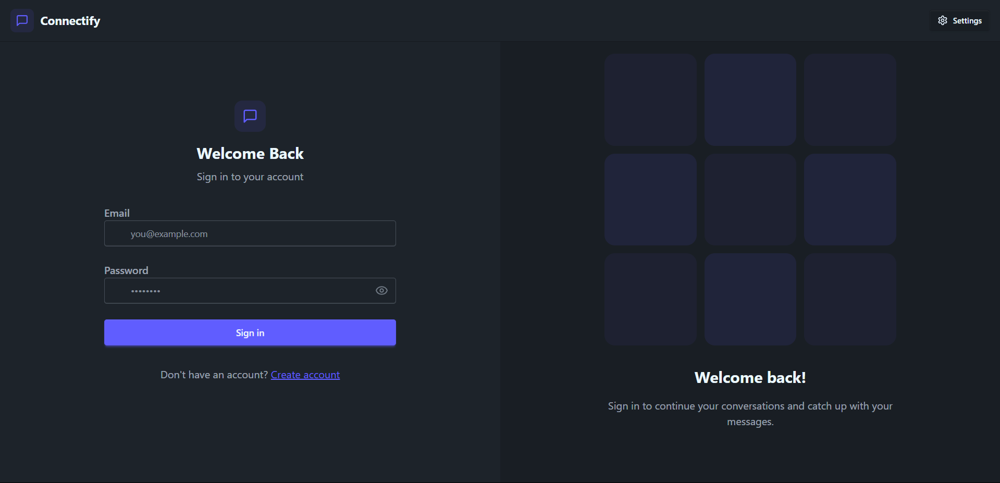 Connectify
Settings
Welcome Back
Sign in to your account
Email
you@example.com
Password
••••••••
Sign in
Don't have an account? Create account
Welcome back!
Sign in to continue your conversations and catch up with your
messages.